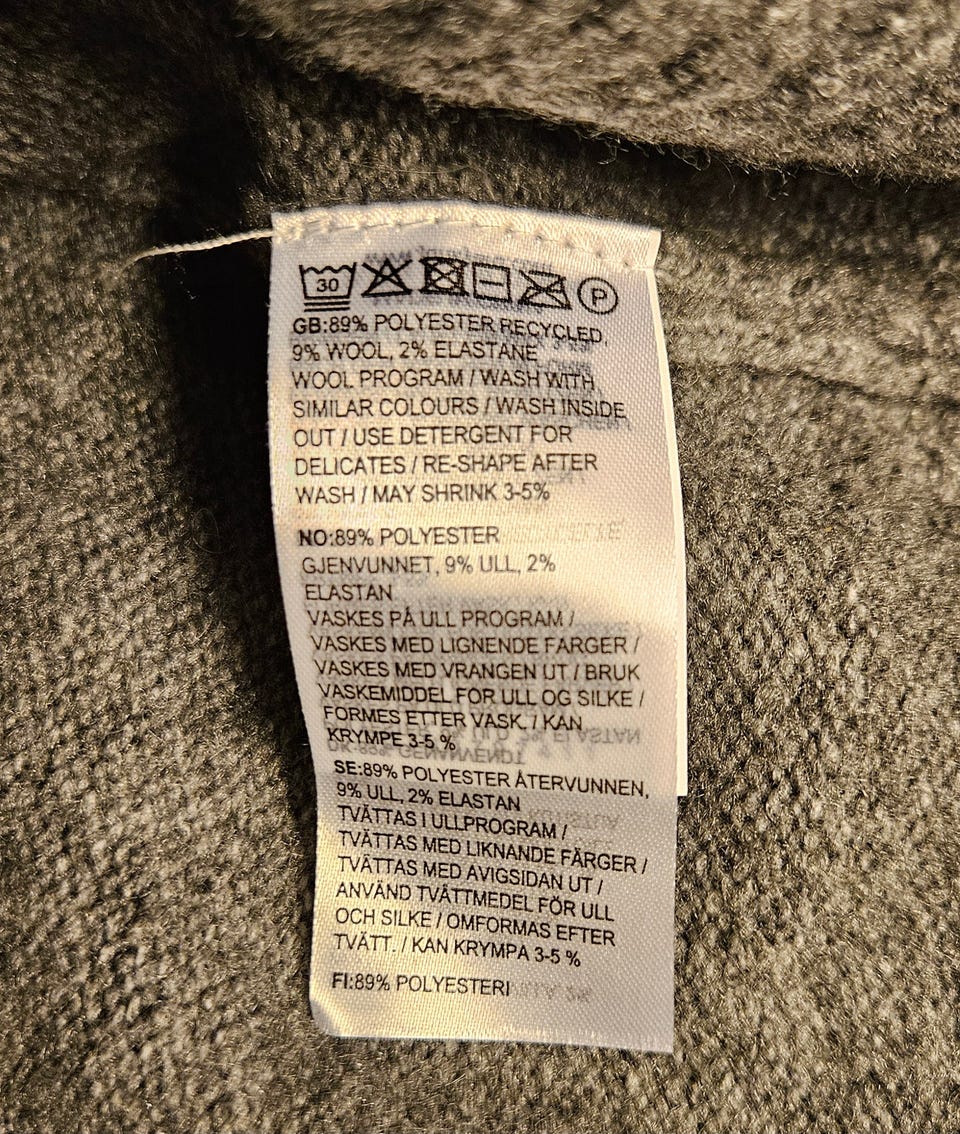 30
P
GB:89% POLYESTER RECYCLED,
9% WOOL, 2% ELASTANE
WOOL PROGRAM / WASH WITH
SIMILAR COLOURS / WASH INSIDE
OUT / USE DETERGENT FOR
DELICATES / RE-SHAPE AFTER
WASH / MAY SHRINK 3-5%
NO:89% POLYESTER
GJENVUNNET, 9% ULL, 2%
ELASTAN
VASKES PÅ ULL PROGRAM /
VASKES MED LIGNENDE FARGER /
VASKES MED VRANGEN UT / BRUK
VASKEMIDDEL FOR ULL OG SILKE /
FORMES ETTER VASK. / KAN
KRYMPE 3-5 %
SE:89% POLYESTER ÅTERVUNNEN,
9% ULL, 2% ELASTAN
TVÄTTAS I ULLPROGRAM /
TVÄTTAS MED LIKNANDE FÄRGER /
TVÄTTAS MED AVIGSIDAN UT /
ANVÄND TVÄTTMEDEL FÖR ULL
OCH SILKE / OMFORMAS EFTER
TVÄTT. / KAN KRYMPA 3-5 %
FI:89% POLYESTERI